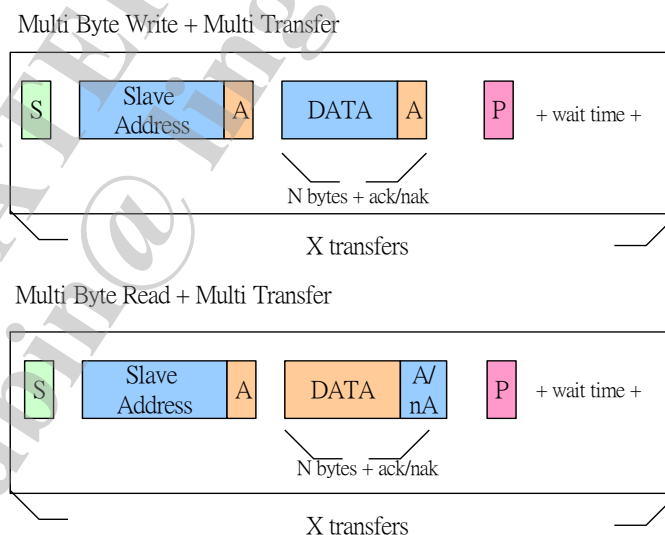 Multi Byte Write + Multi Transfer
S Slave Address A DATA A P + wait time +
N bytes + ack/nak
X transfers
Multi Byte Read + Multi Transfer
S Slave Address A DATA A/nA P + wait time +
N bytes + ack/nak
X transfers